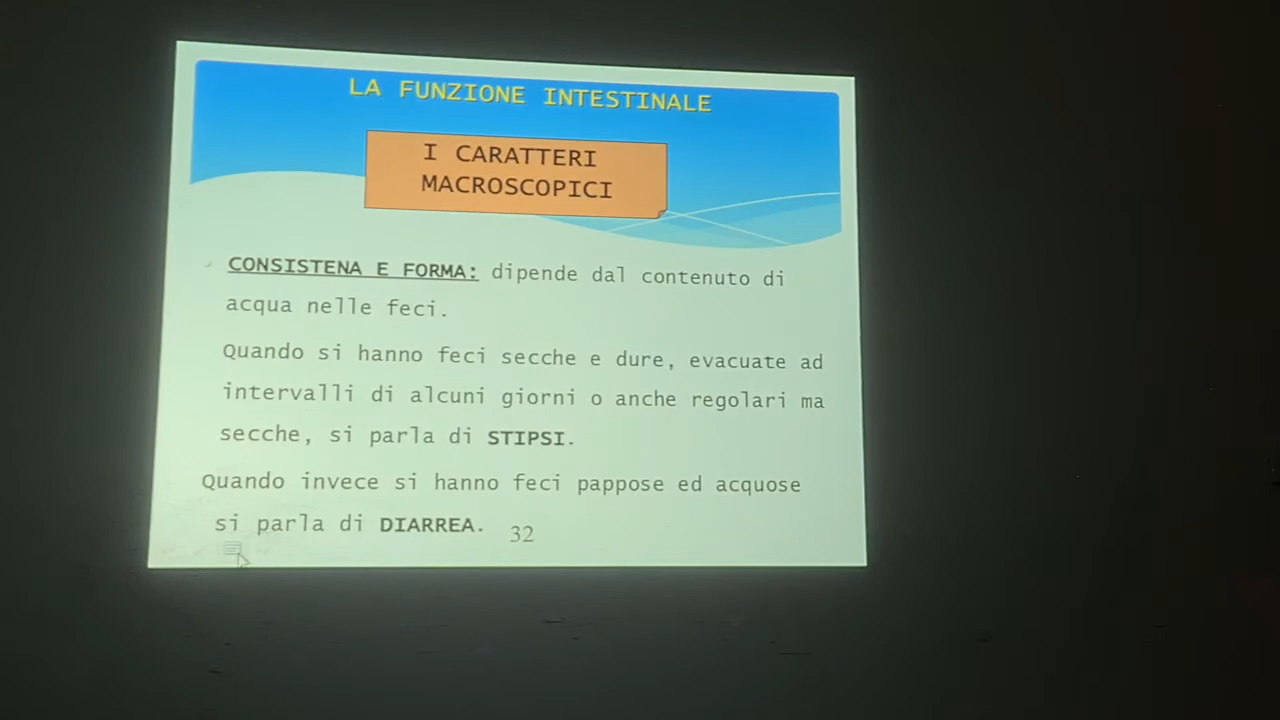 LA FUNZIONE INTESTINALE
I CARATTERI
MACROSCOPICI
CONSISTENA E FORMA: dipende dal contenuto di
acqua nelle feci.
Quando si hanno feci secche e dure, evacuate ad
intervalli di alcuni giorni o anche regolari ma
secche, si parla di STIPSI.
Quando invece si hanno feci pappose ed acquose
si parla di DIARREA.
32